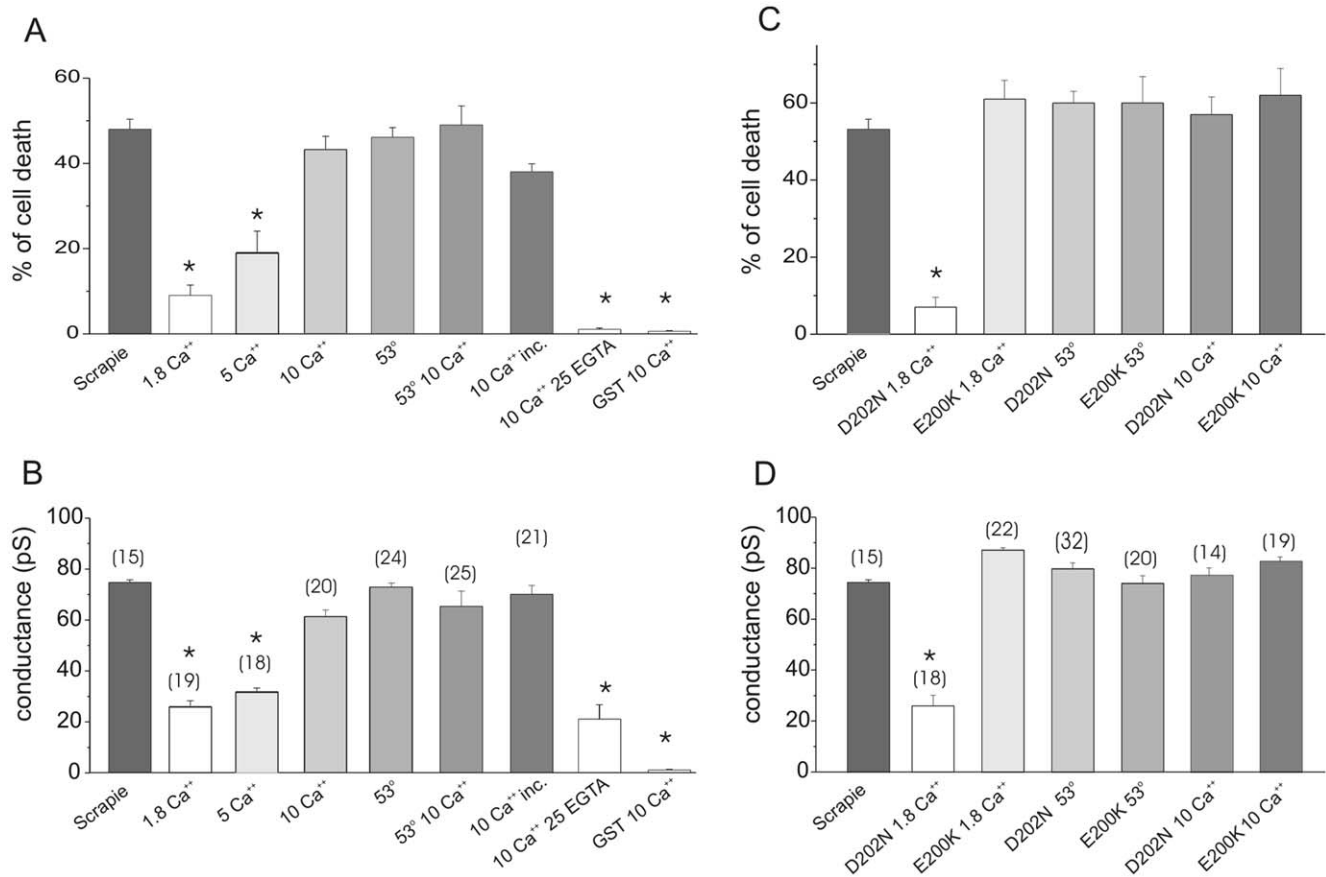 A
% of cell death
60
40
20
0
*
*
*
*
Scrapie
1.8 Ca⁺⁺
5 Ca⁺⁺
10 Ca⁺⁺
53°
53° 10 Ca⁺⁺
10 Ca⁺⁺ inc.
10 Ca⁺⁺ 25 EGTA
GST 10 Ca⁺⁺
C
% of cell death
60
40
20
0
*
Scrapie
D202N 1.8 Ca⁺⁺
E200K 1.8 Ca⁺⁺
D202N 53°
E200K 53°
D202N 10 Ca⁺⁺
E200K 10 Ca⁺⁺
B
conductance (pS)
100
80
60
40
20
0
(15)
*
(19)
*
(18)
(20)
(24)
(25)
(21)
*
*
Scrapie
1.8 Ca⁺⁺
5 Ca⁺⁺
10 Ca⁺⁺
53°
53° 10 Ca⁺⁺
10 Ca⁺⁺ inc.
10 Ca⁺⁺ 25 EGTA
GST 10 Ca⁺⁺
D
conductance (pS)
100
80
60
40
20
0
(15)
*
(18)
(22)
(32)
(20)
(14)
(19)
Scrapie
D202N 1.8 Ca⁺⁺
E200K 1.8 Ca⁺⁺
D202N 53°
E200K 53°
D202N 10 Ca⁺⁺
E200K 10 Ca⁺⁺